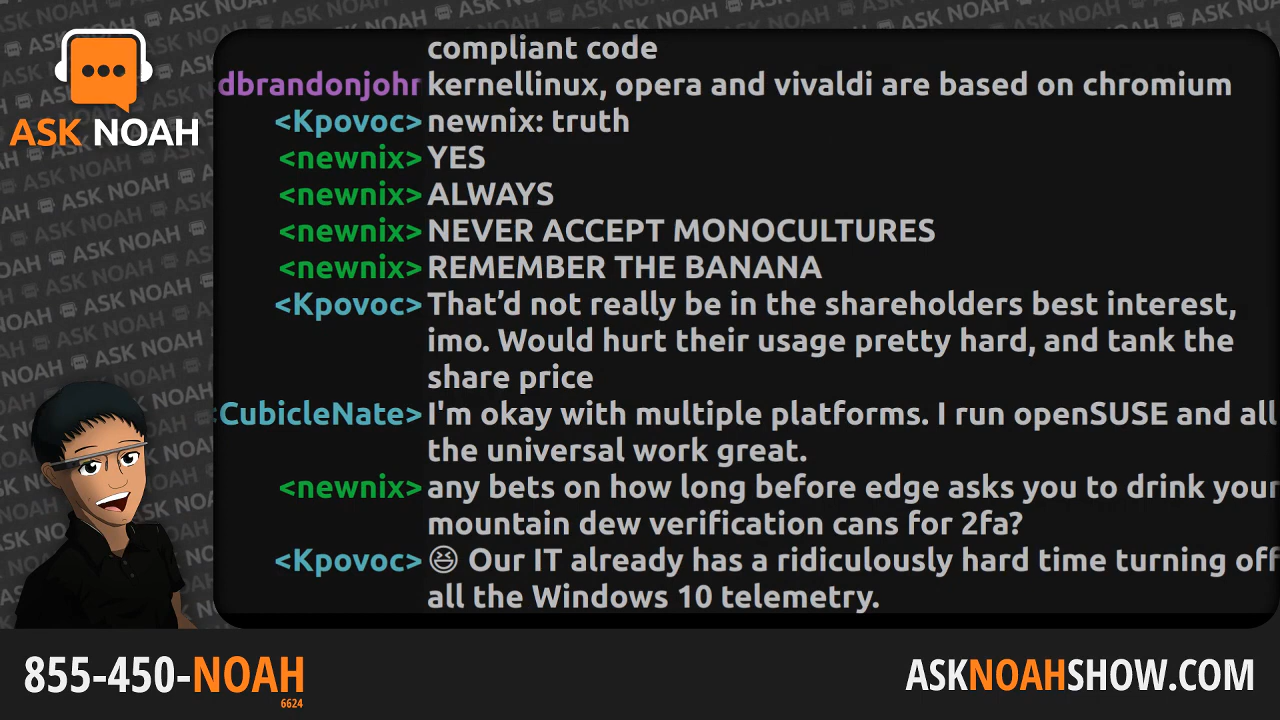 ASK NOAH
compliant code
dbrandonjohn kernellinux, opera and vivaldi are based on chromium
<Kpovoc> newnix: truth
<newnix> YES
<newnix> ALWAYS
<newnix> NEVER ACCEPT MONOCULTURES
<newnix> REMEMBER THE BANANA
<Kpovoc> That’d not really be in the shareholders best interest,
imo. Would hurt their usage pretty hard, and tank the
share price
CubicleNate> I'm okay with multiple platforms. I run openSUSE and all
the universal work great.
<newnix> any bets on how long before edge asks you to drink your
mountain dew verification cans for 2fa?
<Kpovoc> 😆 Our IT already has a ridiculously hard time turning off
all the Windows 10 telemetry.
855-450-NOAH
6624
ASKNOAHSHOW.COM